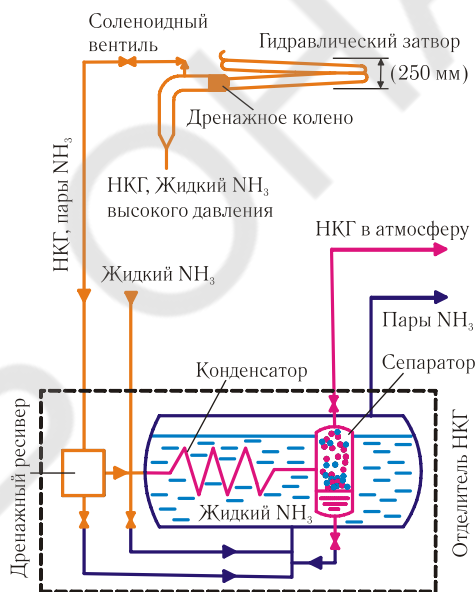 Соленоидный
вентиль
Гидравлический затвор
(250 мм)
Дренажное колено
НКГ, пары NH₃
НКГ, Жидкий NH₃
высокого давления
НКГ в атмосферу
Жидкий NH₃
Пары NH₃
Конденсатор
Сепаратор
Дренажный ресивер
Жидкий NH₃
Отделитель НКГ